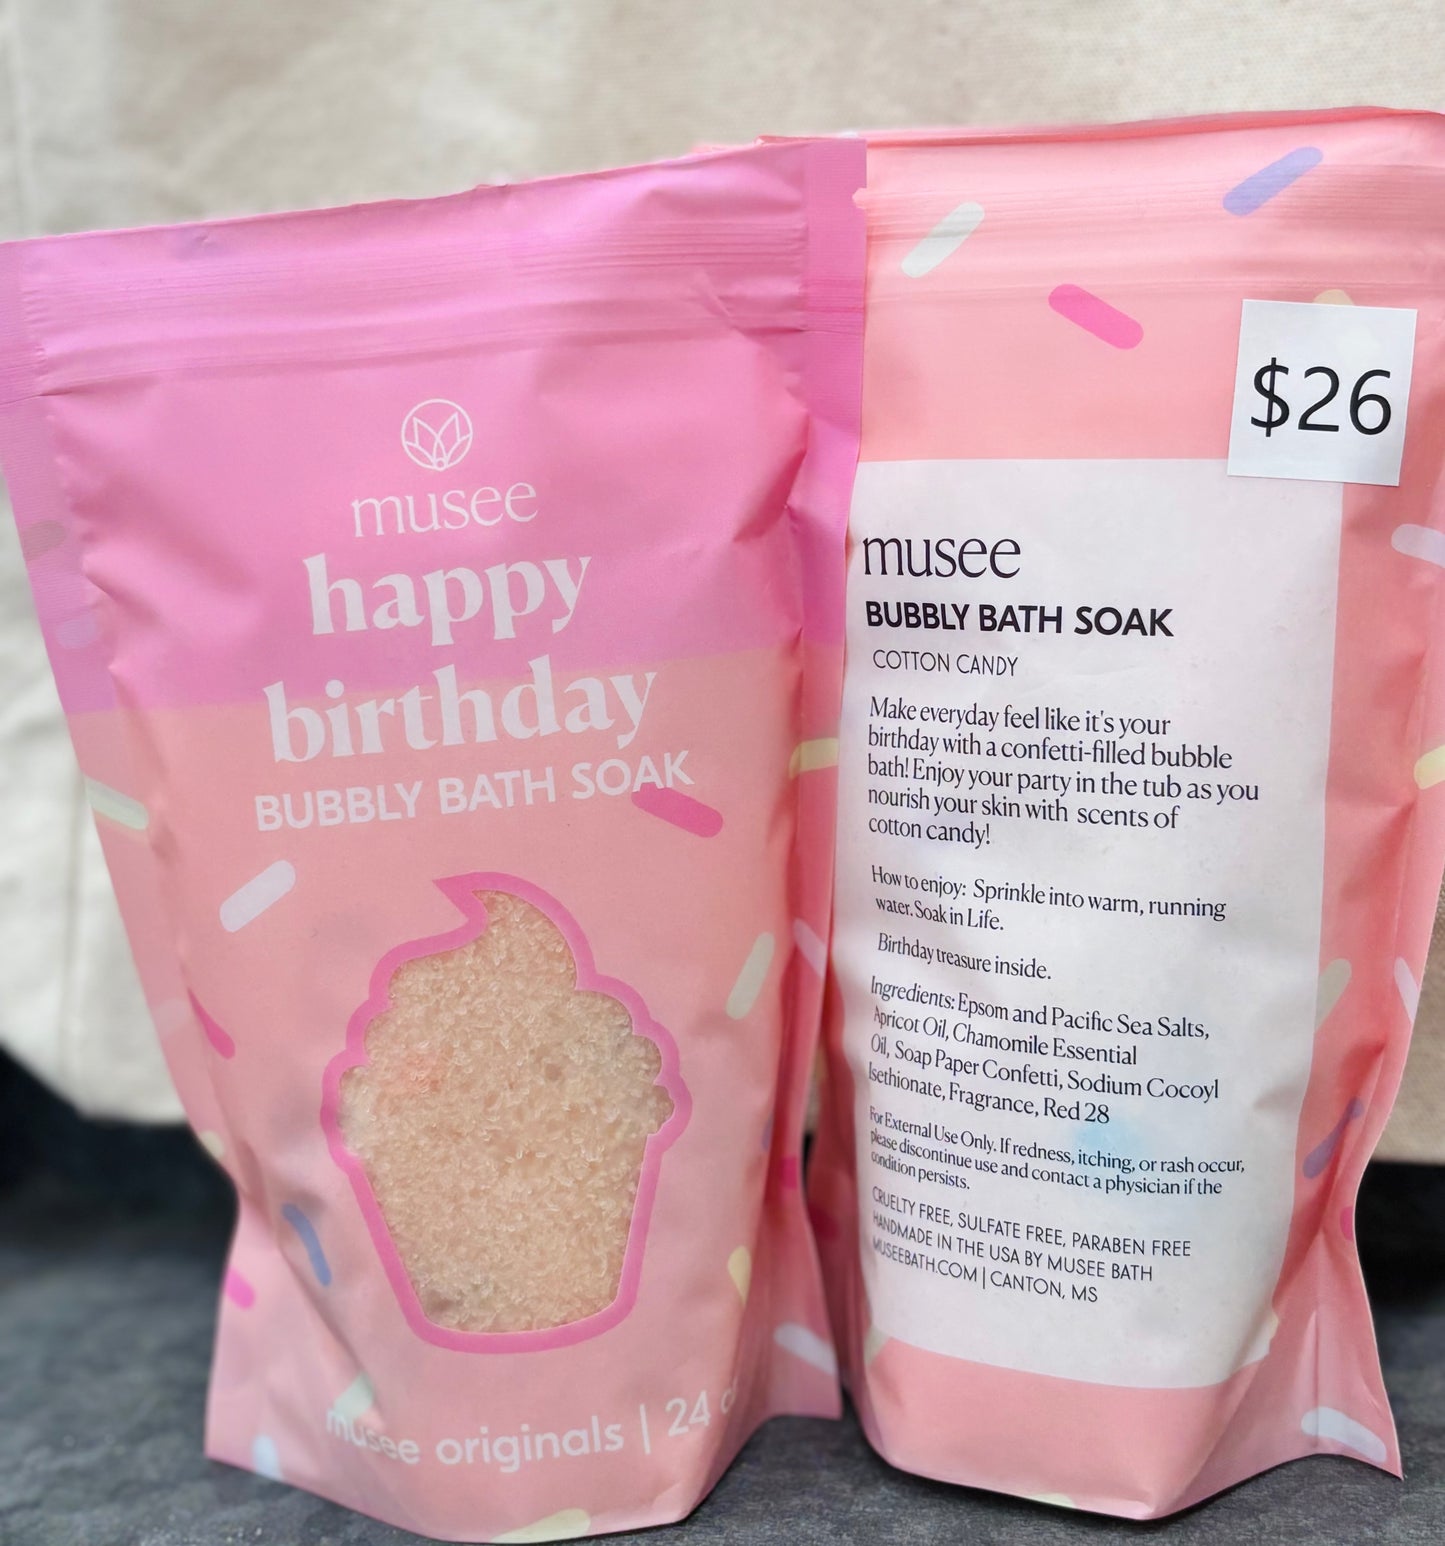 musee
happy
birthday
BUBBLY BATH SOAK
musee originals | 24
$26
musee
BUBBLY BATH SOAK
COTTON CANDY
Make everyday feel like it's your
birthday with a confetti-filled bubble
bath! Enjoy your party in the tub as you
nourish your skin with scents of
cotton candy!
How to enjoy: Sprinkle into warm, running
water. Soak in Life.
Birthday treasure inside.
Ingredients: Epsom and Pacific Sea Salts,
Apricot Oil, Chamomile Essential
Oil, Soap Paper Confetti, Sodium Cocoyl
Isethionate, Fragrance, Red 28
For External Use Only. If redness, itching, or rash occur,
please discontinue use and contact a physician if the
condition persists.
CRUELTY FREE, SULFATE FREE, PARABEN FREE
HANDMADE IN THE USA BY MUSEE BATH
MUSEEBATH.COM | CANTON, MS